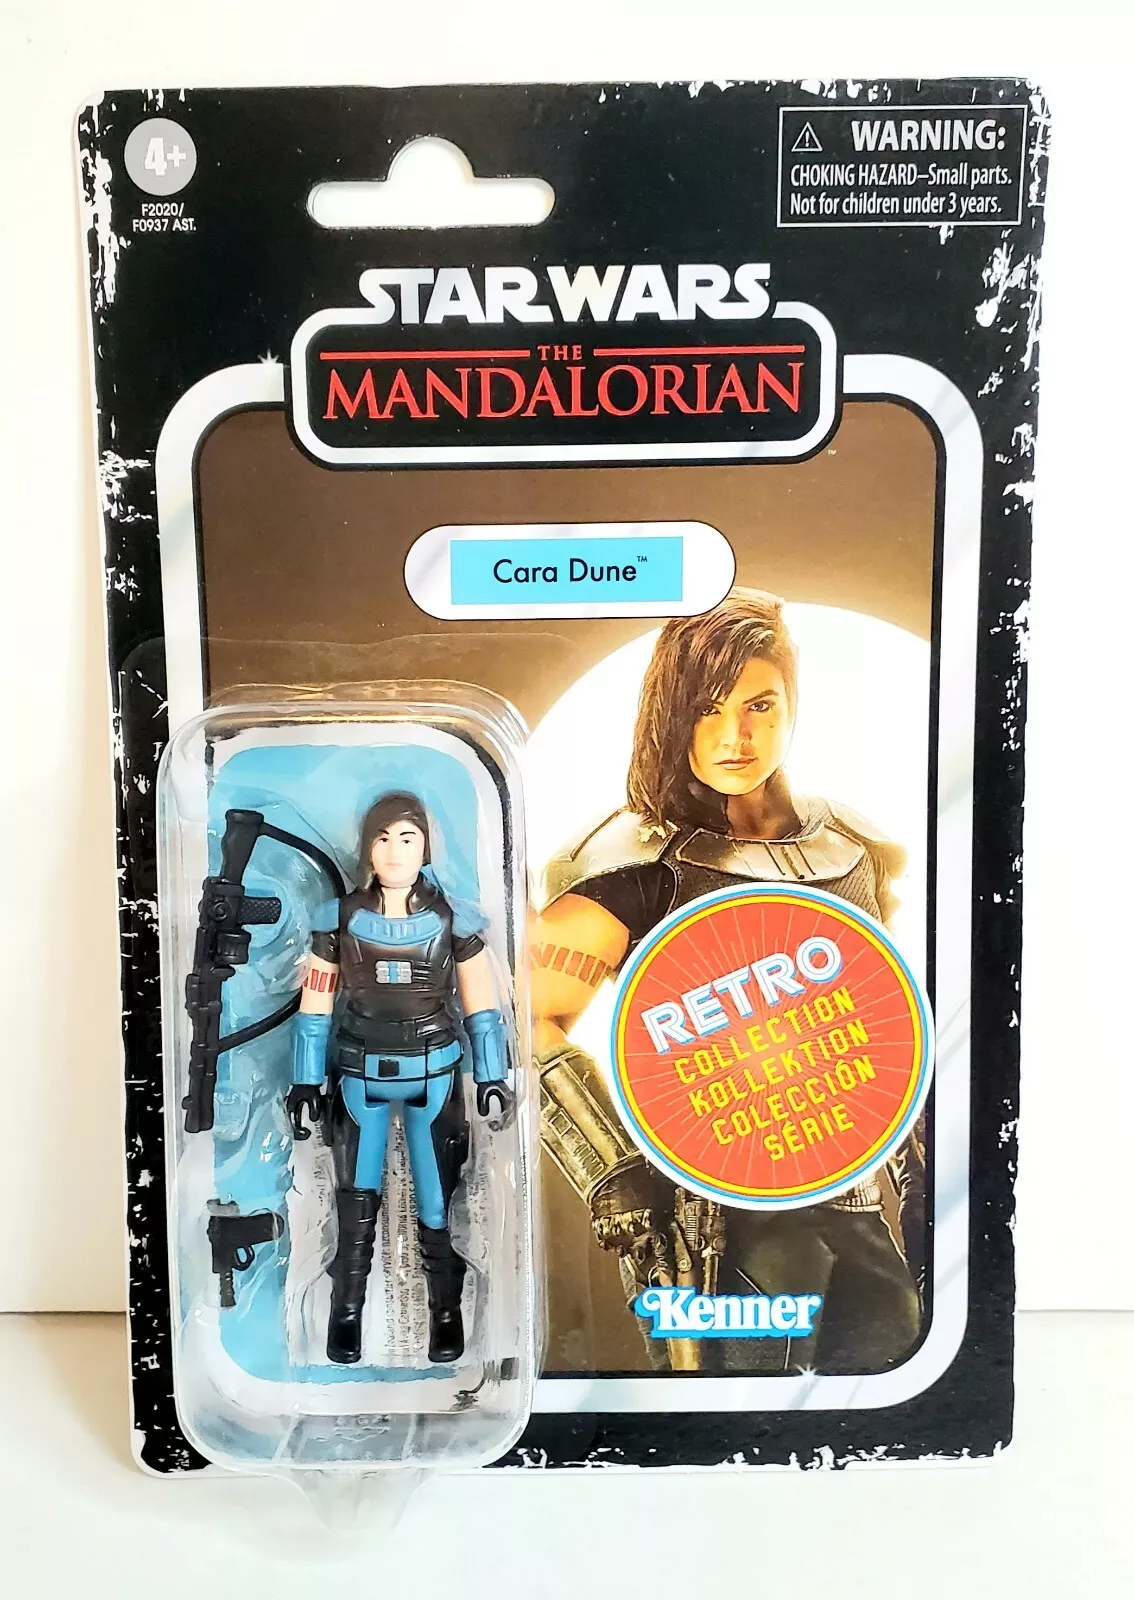 4+
F2020/
F0937 AST.
WARNING:
CHOKING HAZARD–Small parts.
Not for children under 3 years.
STAR WARS
THE
MANDALORIAN
™
Cara Dune™
RETRO
COLLECTION
KOLLEKTION
COLECCIÓN
SÉRIE
Kenner